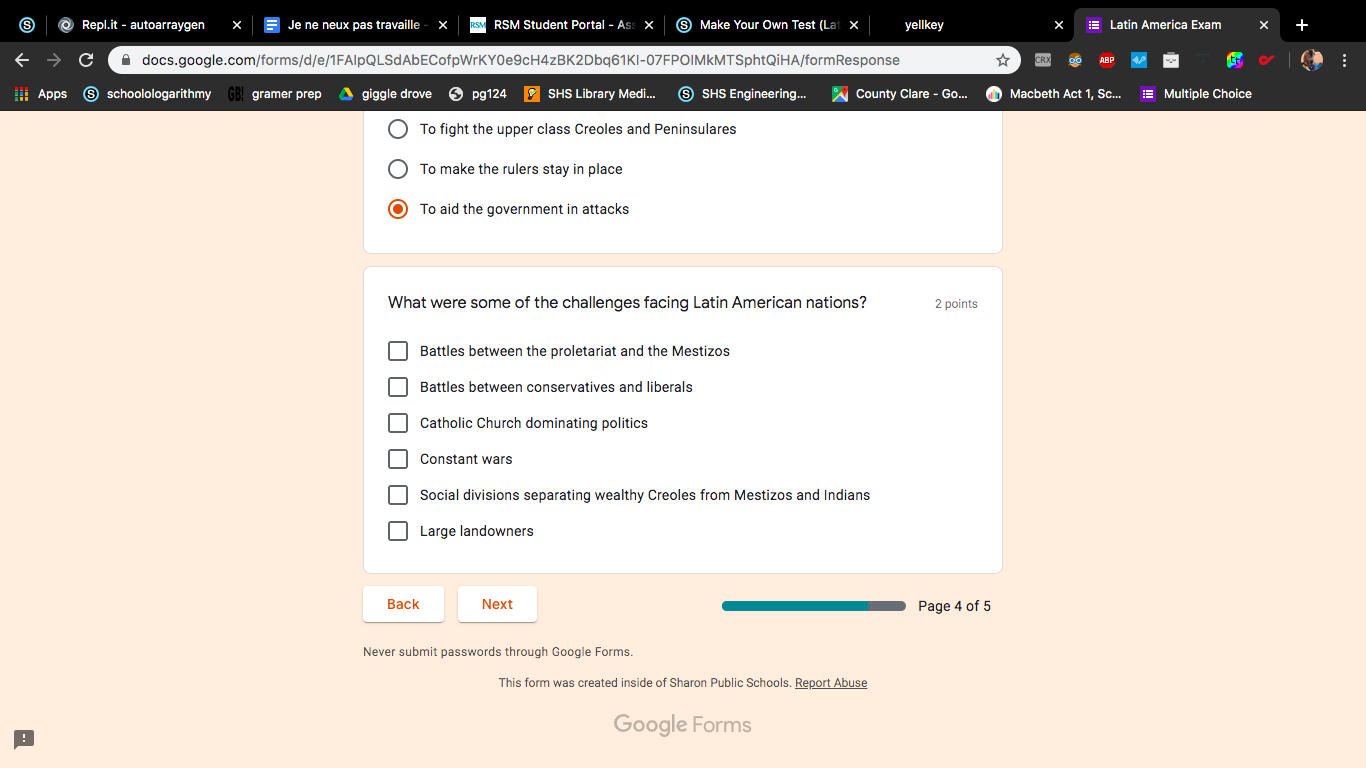 Repl.it - autoarraygen
Je ne neux pas travaille -
RSM Student Portal - Ass
Make Your Own Test (Lat
yellkey
Latin America Exam
docs.google.com/forms/d/e/1FAIpQLSdAbECofpWrKY0e9cH4zBK2Dbq61KI-07FPOlMkMTSphtQiHA/formResponse
CRX
ABP
Apps
schoolologarithmy
GB!
gramer prep
giggle drove
pg124
SHS Library Medi...
SHS Engineering...
County Clare - Go...
Macbeth Act 1, Sc...
Multiple Choice
To fight the upper class Creoles and Peninsulares
To make the rulers stay in place
To aid the government in attacks
What were some of the challenges facing Latin American nations?
2 points
Battles between the proletariat and the Mestizos
Battles between conservatives and liberals
Catholic Church dominating politics
Constant wars
Social divisions separating wealthy Creoles from Mestizos and Indians
Large landowners
Back
Next
Page 4 of 5
Never submit passwords through Google Forms.
This form was created inside of Sharon Public Schools. Report Abuse
Google Forms